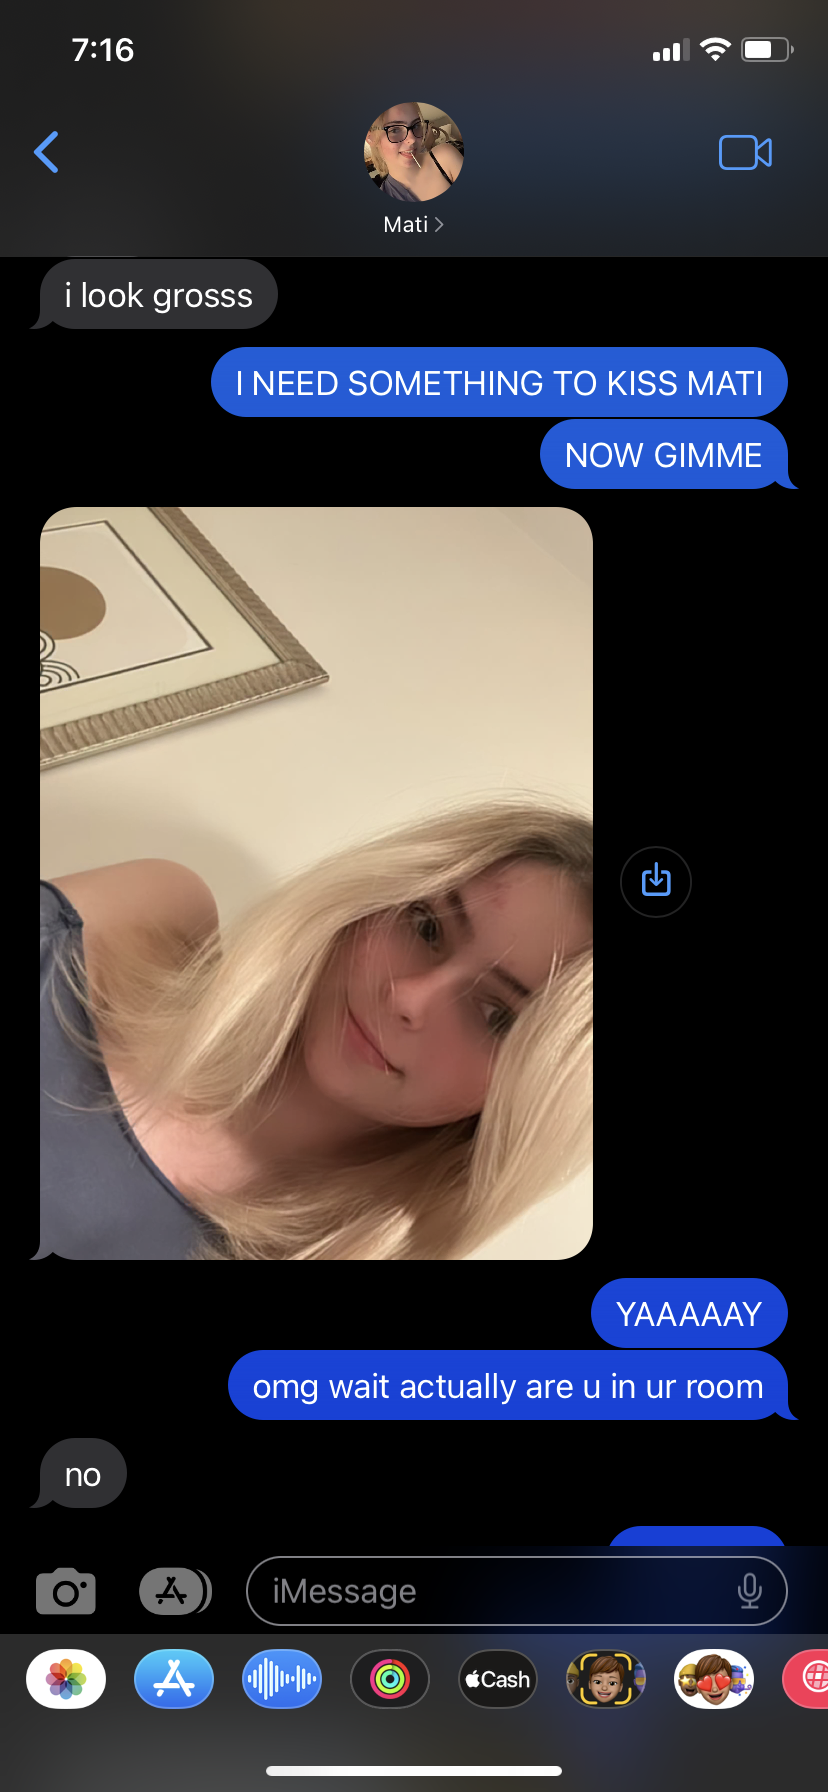 7:16
Mati
i look grosss
I NEED SOMETHING TO KISS MATI
NOW GIMME
YAAAAAY
omg wait actually are u in ur room
no
iMessage
Cash